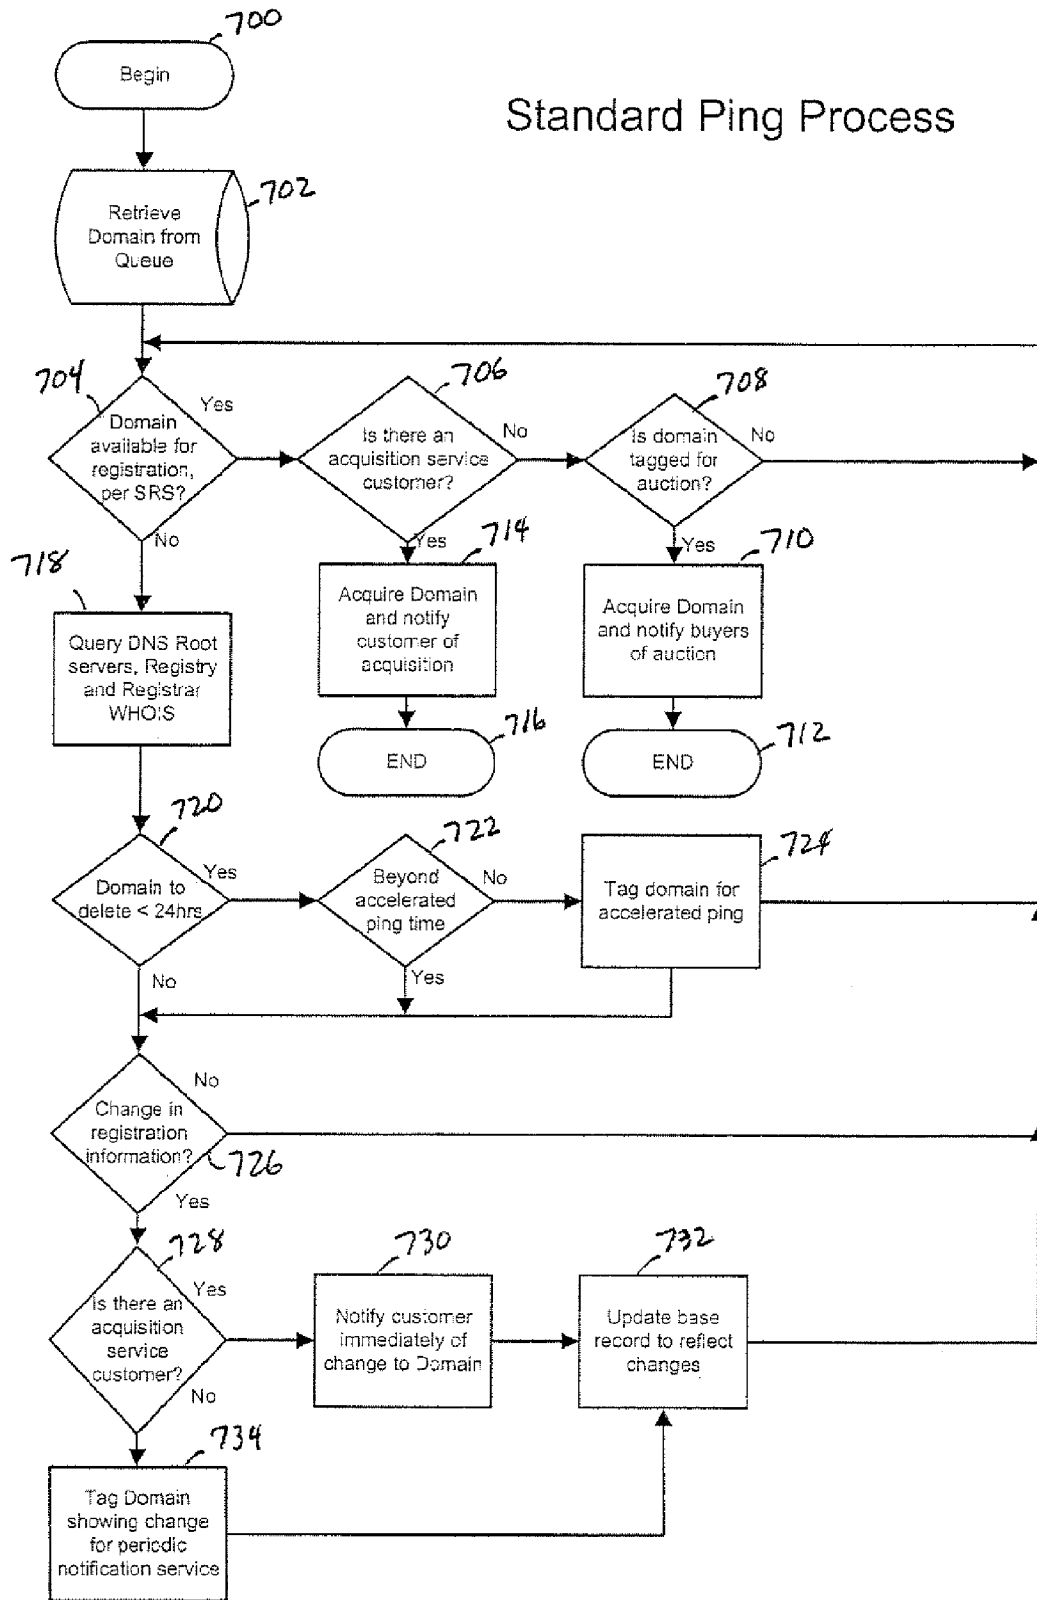 700
Begin
Standard Ping Process
702
Retrieve
Domain from
Queue
704
Yes
Domain
available for
registration,
per SRS?
No
706
Is there an
acquisition service
customer?
No
Yes
708
Is domain
tagged for
auction?
No
Yes
718
Query DNS Root
servers, Registry
and Registrar
WHOIS
714
Acquire Domain
and notify
customer of
acquisition
710
Acquire Domain
and notify buyers
of auction
716
END
712
END
720
Yes
Domain to
delete < 24hrs
No
722
Beyond
accelerated
ping time
No
Yes
724
Tag domain for
accelerated ping
No
Change in
registration
information?
726
Yes
728
Yes
Is there an
acquisition
service
customer?
No
730
Notify customer
immediately of
change to Domain
732
Update base
record to reflect
changes
734
Tag Domain
showing change
for periodic
notification service